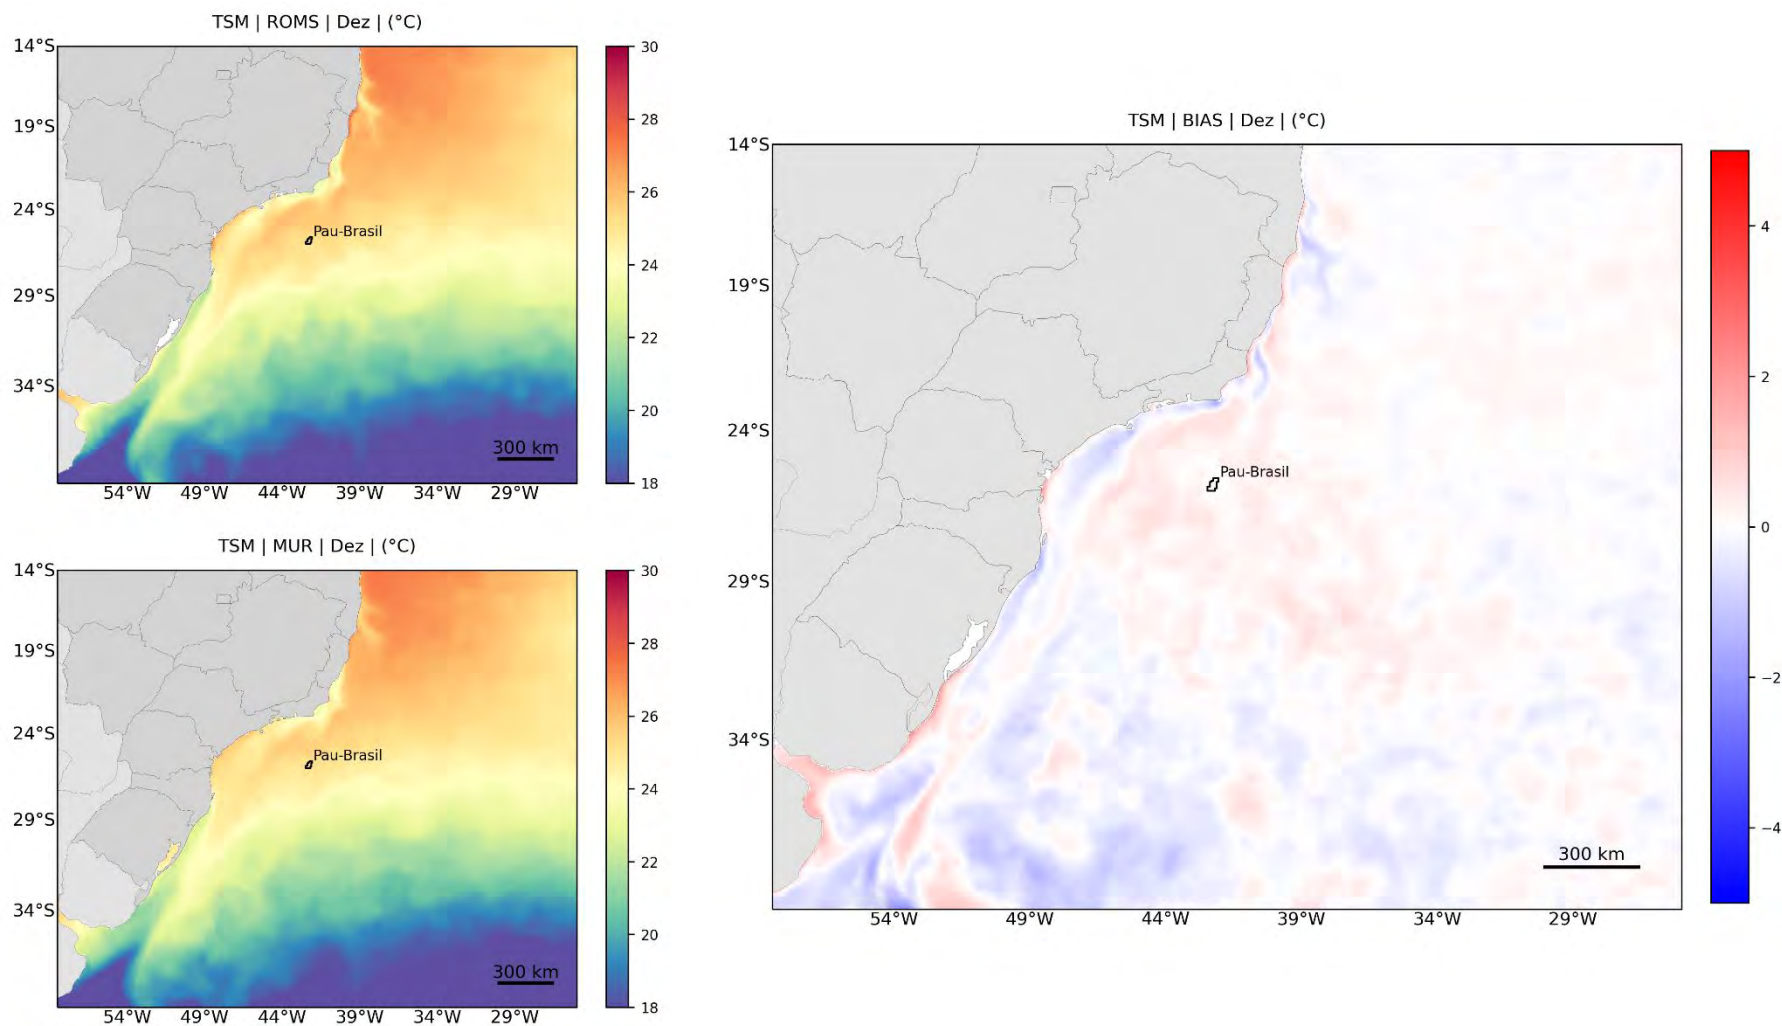 TSM | ROMS | Dez | (°C)
14°S
19°S
24°S
29°S
34°S
Pau-Brasil
300 km
54°W 49°W 44°W 39°W 34°W 29°W
30
28
26
24
22
20
18
TSM | MUR | Dez | (°C)
14°S
19°S
24°S
29°S
34°S
Pau-Brasil
300 km
54°W 49°W 44°W 39°W 34°W 29°W
30
28
26
24
22
20
18
TSM | BIAS | Dez | (°C)
14°S
19°S
24°S
29°S
34°S
Pau-Brasil
300 km
54°W 49°W 44°W 39°W 34°W 29°W
4
2
0
−2
−4